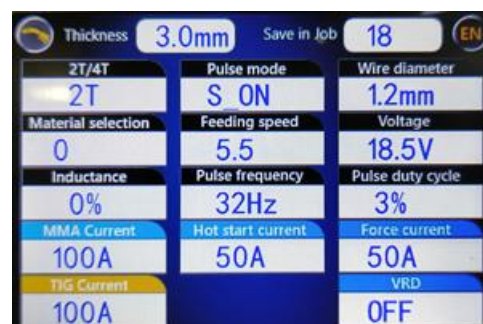 Thickness 3.0mm Save in Job 18 EN
2T/4T Pulse mode Wire diameter
2T S_ON 1.2mm
Material selection Feeding speed Voltage
0 5.5 18.5V
Inductance Pulse frequency Pulse duty cycle
0% 32Hz 3%
MMA Current Hot start current Force current
100A 50A 50A
TIG Current VRD
100A OFF